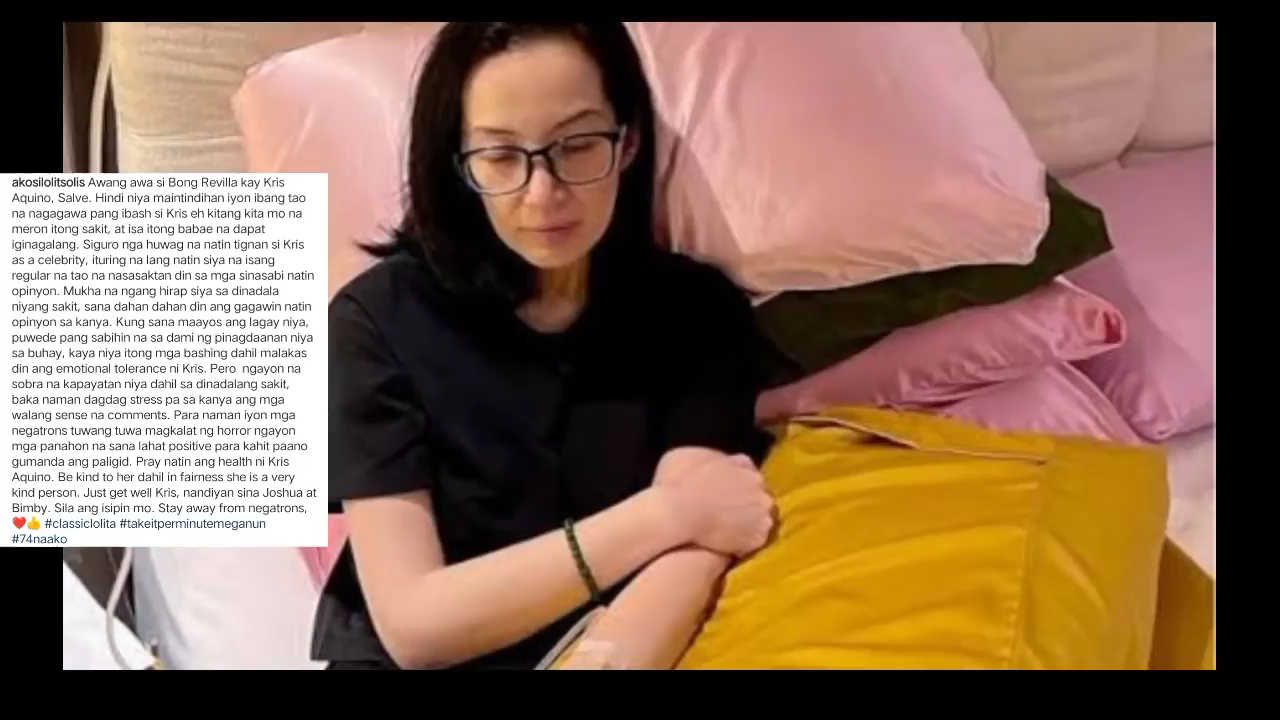 akosilolitsolis Awang awa si Bong Revilla kay Kris
Aquino, Salve. Hindi niya maintindihan iyon ibang tao
na nagagawa pang ibash si Kris eh kitang kita mo na
meron itong sakit, at isa itong babae na dapat
iginagalang. Siguro nga huwag na natin tignan si Kris
as a celebrity, ituring na lang natin siya na isang
regular na tao na nasasaktan din sa mga sinasabi natin
opinyon. Mukha na ngang hirap siya sa dinadala
niyang sakit, sana dahan dahan din ang gagawin natin
opinyon sa kanya. Kung sana maayos ang lagay niya,
puwede pang sabihin na sa dami ng pinagdaanan niya
sa buhay, kaya niya itong mga bashing dahil malakas
din ang emotional tolerance ni Kris. Pero ngayon na
sobra na kapayatan niya dahil sa dinadalang sakit,
baka naman dagdag stress pa sa kanya ang mga
walang sense na comments. Para naman iyon mga
negatrons tuwang tuwa magkalat ng horror ngayon
mga panahon na sana lahat positive para kahit paano
gumanda ang paligid. Pray natin ang health ni Kris
Aquino. Be kind to her dahil in fairness she is a very
kind person. Just get well Kris, nandiyan sina Joshua at
Bimby. Sila ang isipin mo. Stay away from negatrons,
❤️👍 #classiclolita #takeitperminutemeganun
#74naako